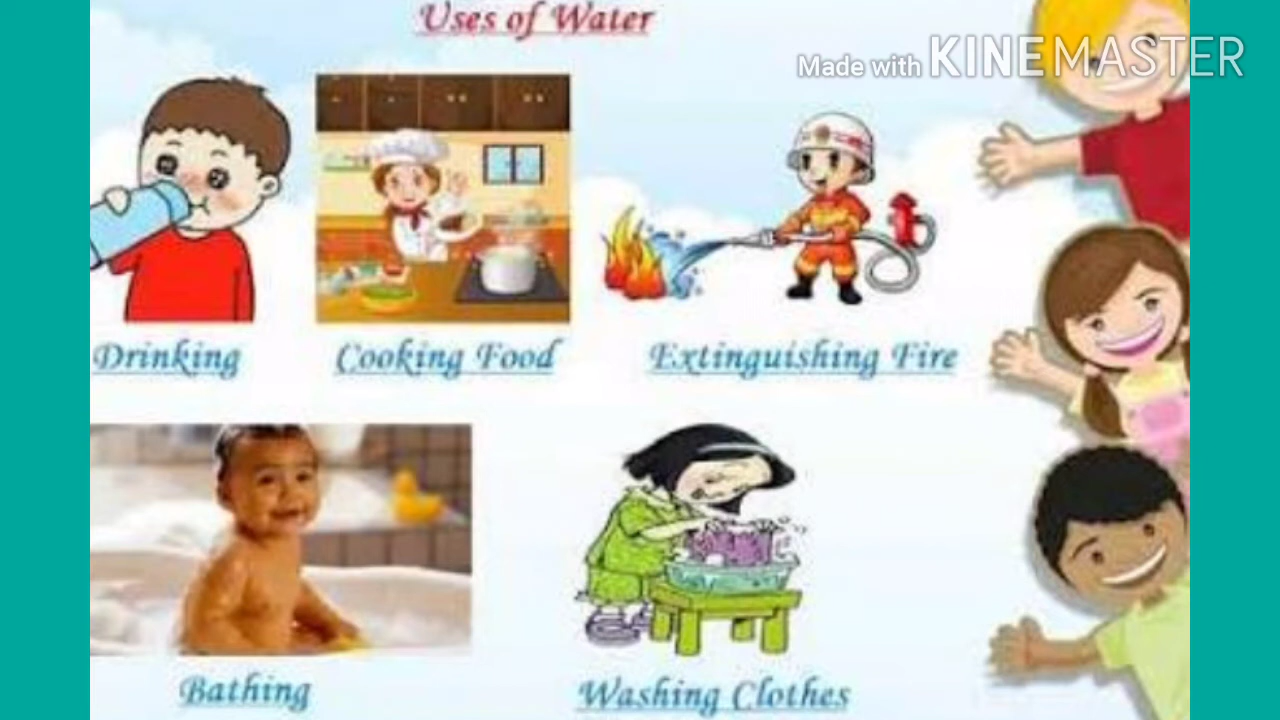 Uses of Water
Made with KINEMASTER
Drinking
Cooking Food
Extinguishing Fire
Bathing
Washing Clothes